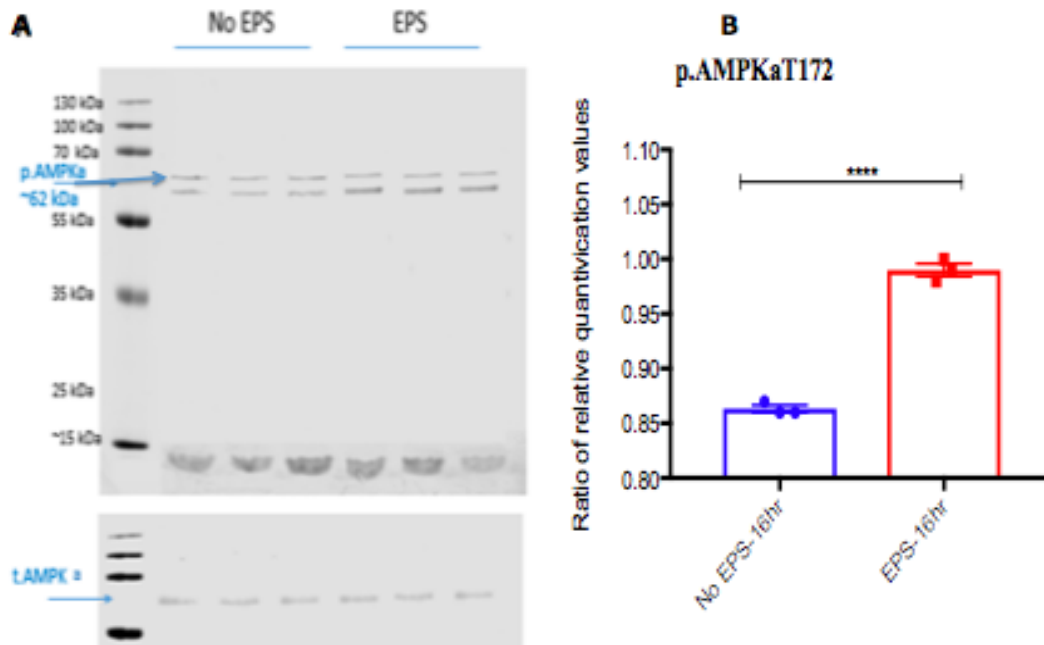 A
No EPS
EPS
130 kDa
100 kDa
70 kDa
p.AMPKa
~62 kDa
55 kDa
35 kDa
25 kDa
~15 kDa
t.AMPK a
B
p.AMPKaT172
Ratio of relative quantivication values
1.10
1.05
1.00
0.95
0.90
0.85
0.80
****
No EPS-16hr
EPS-16hr